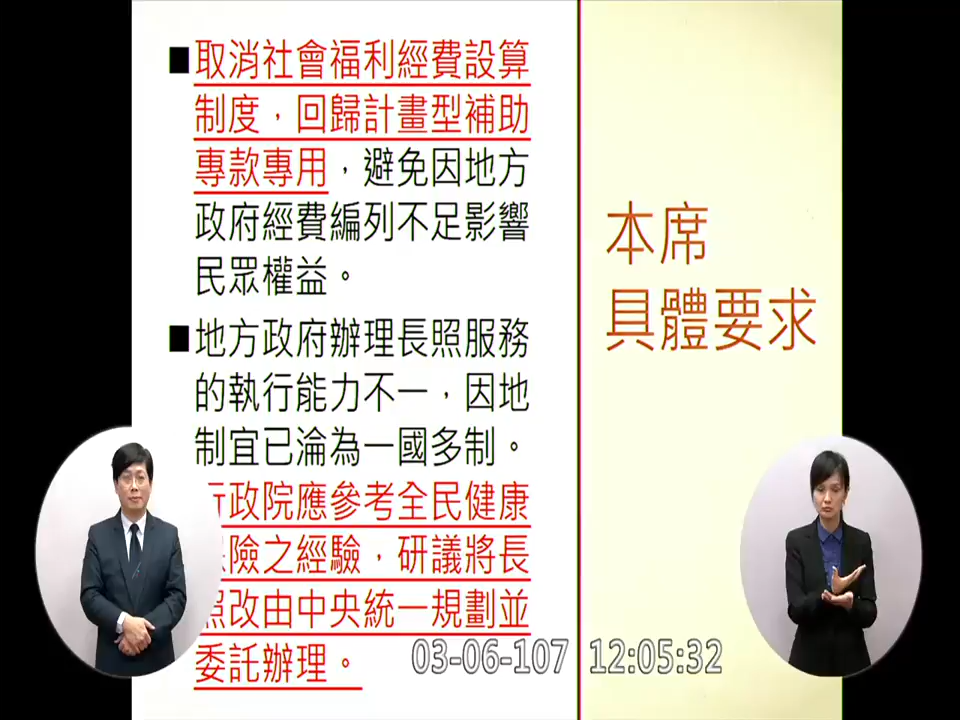 ■取消社會福利經費設算
制度，回歸計畫型補助
專款專用，避免因地方
政府經費編列不足影響
民眾權益。
■地方政府辦理長照服務
的執行能力不一，因地
制宜已淪為一國多制。
政院應參考全民健康
險之經驗，研議將長
改由中央統一規劃並
委託辦理。
本席
具體要求
03-06-107 12:05:32